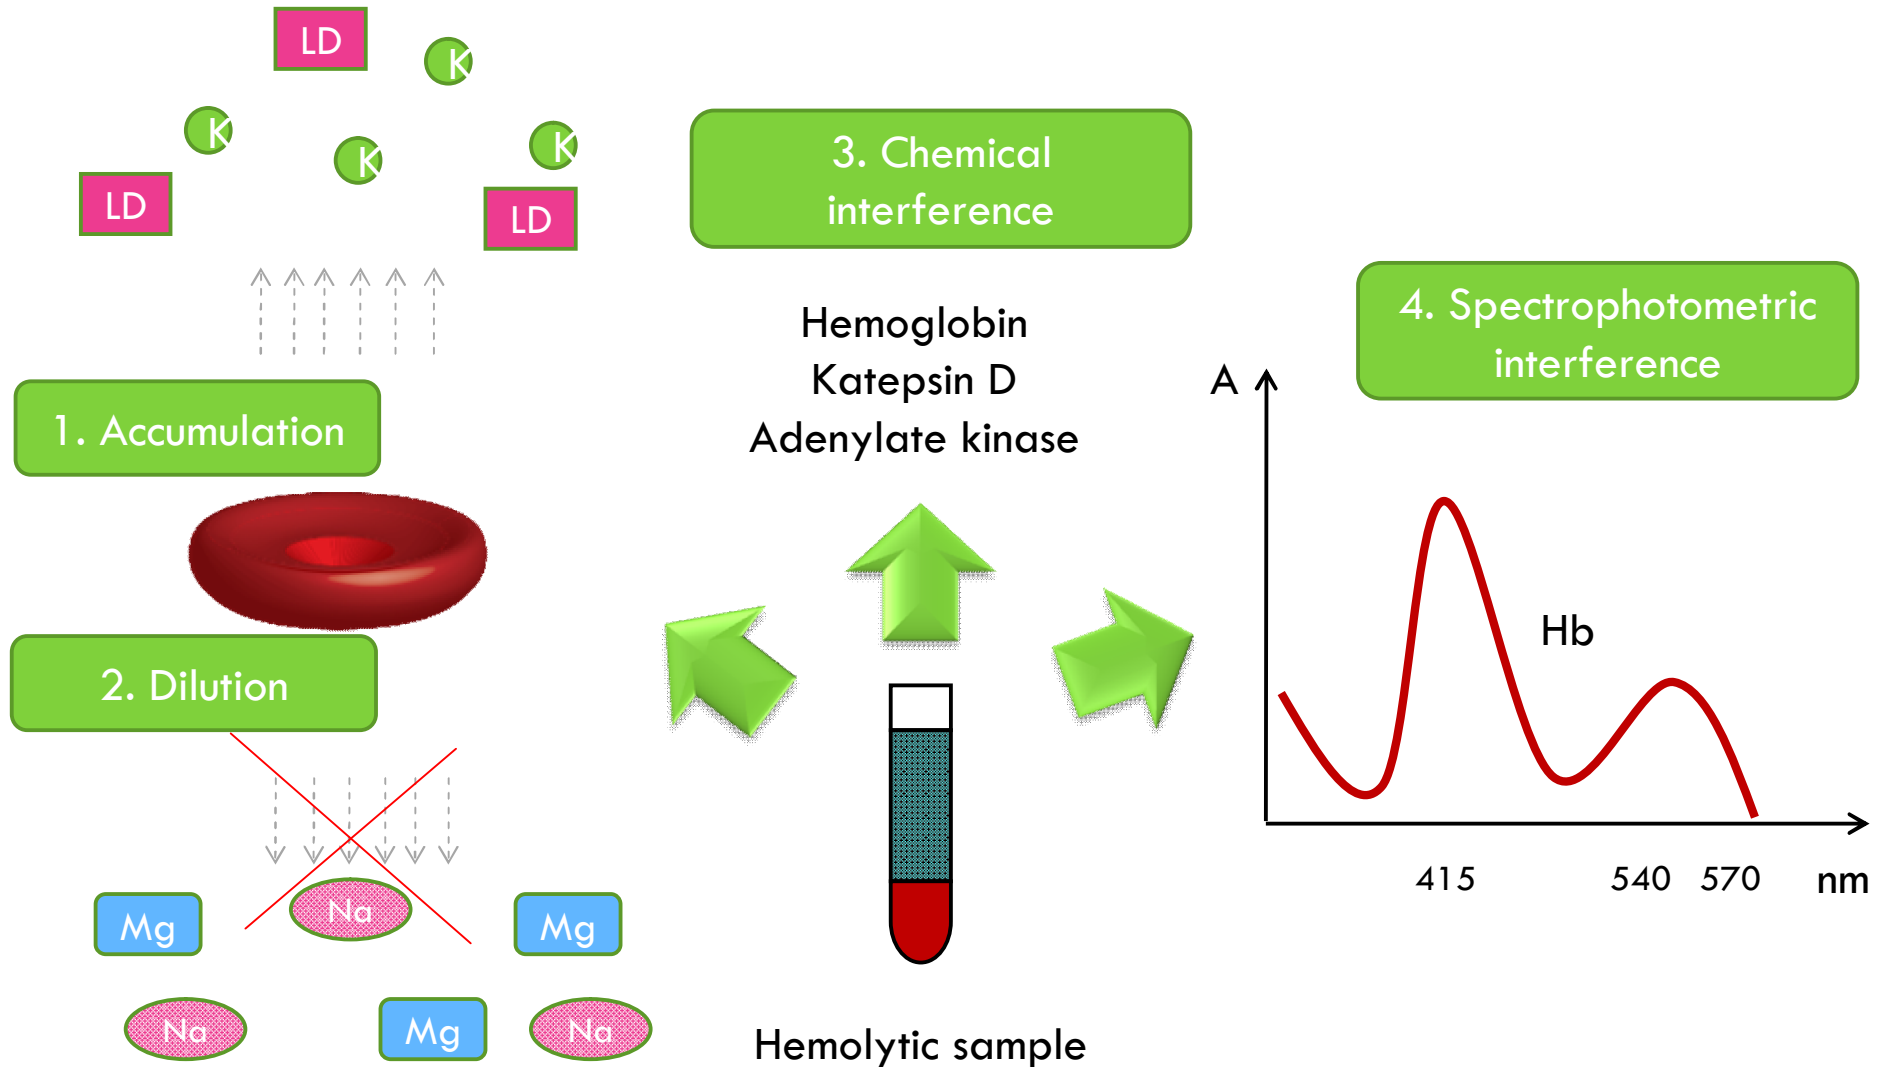 LD
K
K
K
K
LD
LD
1. Accumulation
2. Dilution
Mg
Na
Mg
Na
Mg
Na
3. Chemical
interference
Hemoglobin
Katepsin D
Adenylate kinase
Hemolytic sample
4. Spectrophotometric
interference
A
Hb
415 540 570 nm